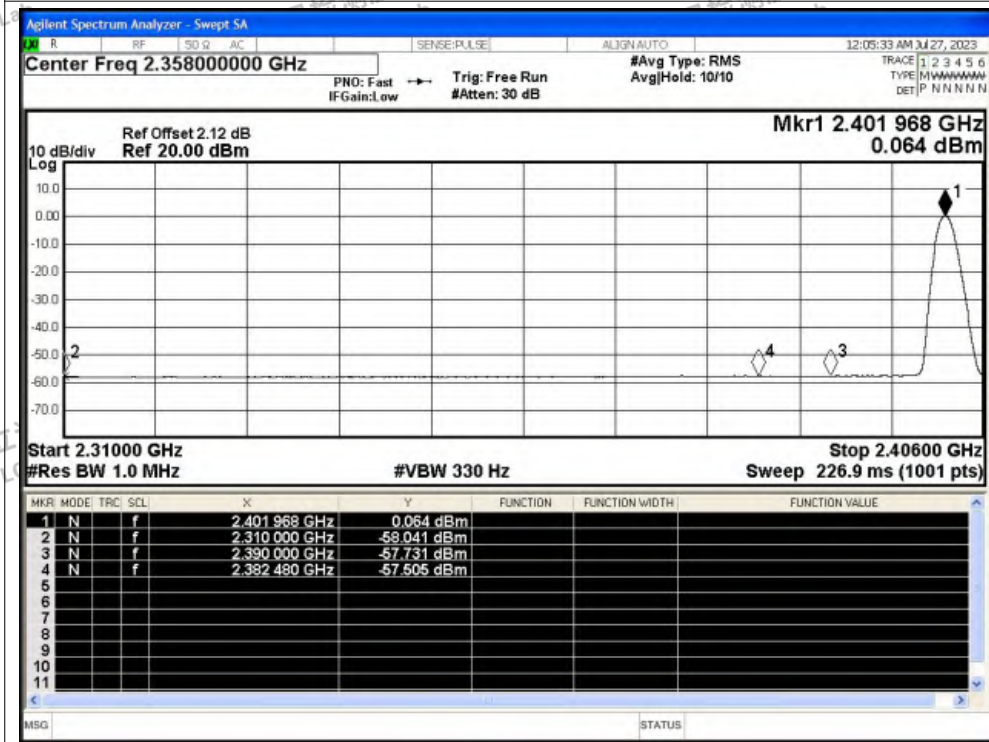 Agilent Spectrum Analyzer - Swept SA
LXI R RF 50 Ω AC SENSE:PULSE ALIGN AUTO 12:05:33 AM Jul 27, 2023
Center Freq 2.358000000 GHz #Avg Type: RMS TRACE 1 2 3 4 5 6
PNO: Fast Trig: Free Run Avg|Hold: 10/10 TYPE MWWWWW
IFGain:Low #Atten: 30 dB DET P N N N N N
Mkr1 2.401 968 GHz
Ref Offset 2.12 dB
10 dB/div Ref 20.00 dBm 0.064 dBm
Log
10.0
1
0.00
-10.0
-20.0
-30.0
-40.0
-50.0 2 4 3
-60.0
-70.0
Start 2.31000 GHz Stop 2.40600 GHz
#Res BW 1.0 MHz #VBW 330 Hz Sweep 226.9 ms (1001 pts)
MKR MODE TRC SCL X Y FUNCTION FUNCTION WIDTH FUNCTION VALUE
1 N f 2.401 968 GHz 0.064 dBm
2 N f 2.310 000 GHz -58.041 dBm
3 N f 2.390 000 GHz -57.731 dBm
4 N f 2.382 480 GHz -57.505 dBm
5
6
7
8
9
10
11
MSG STATUS